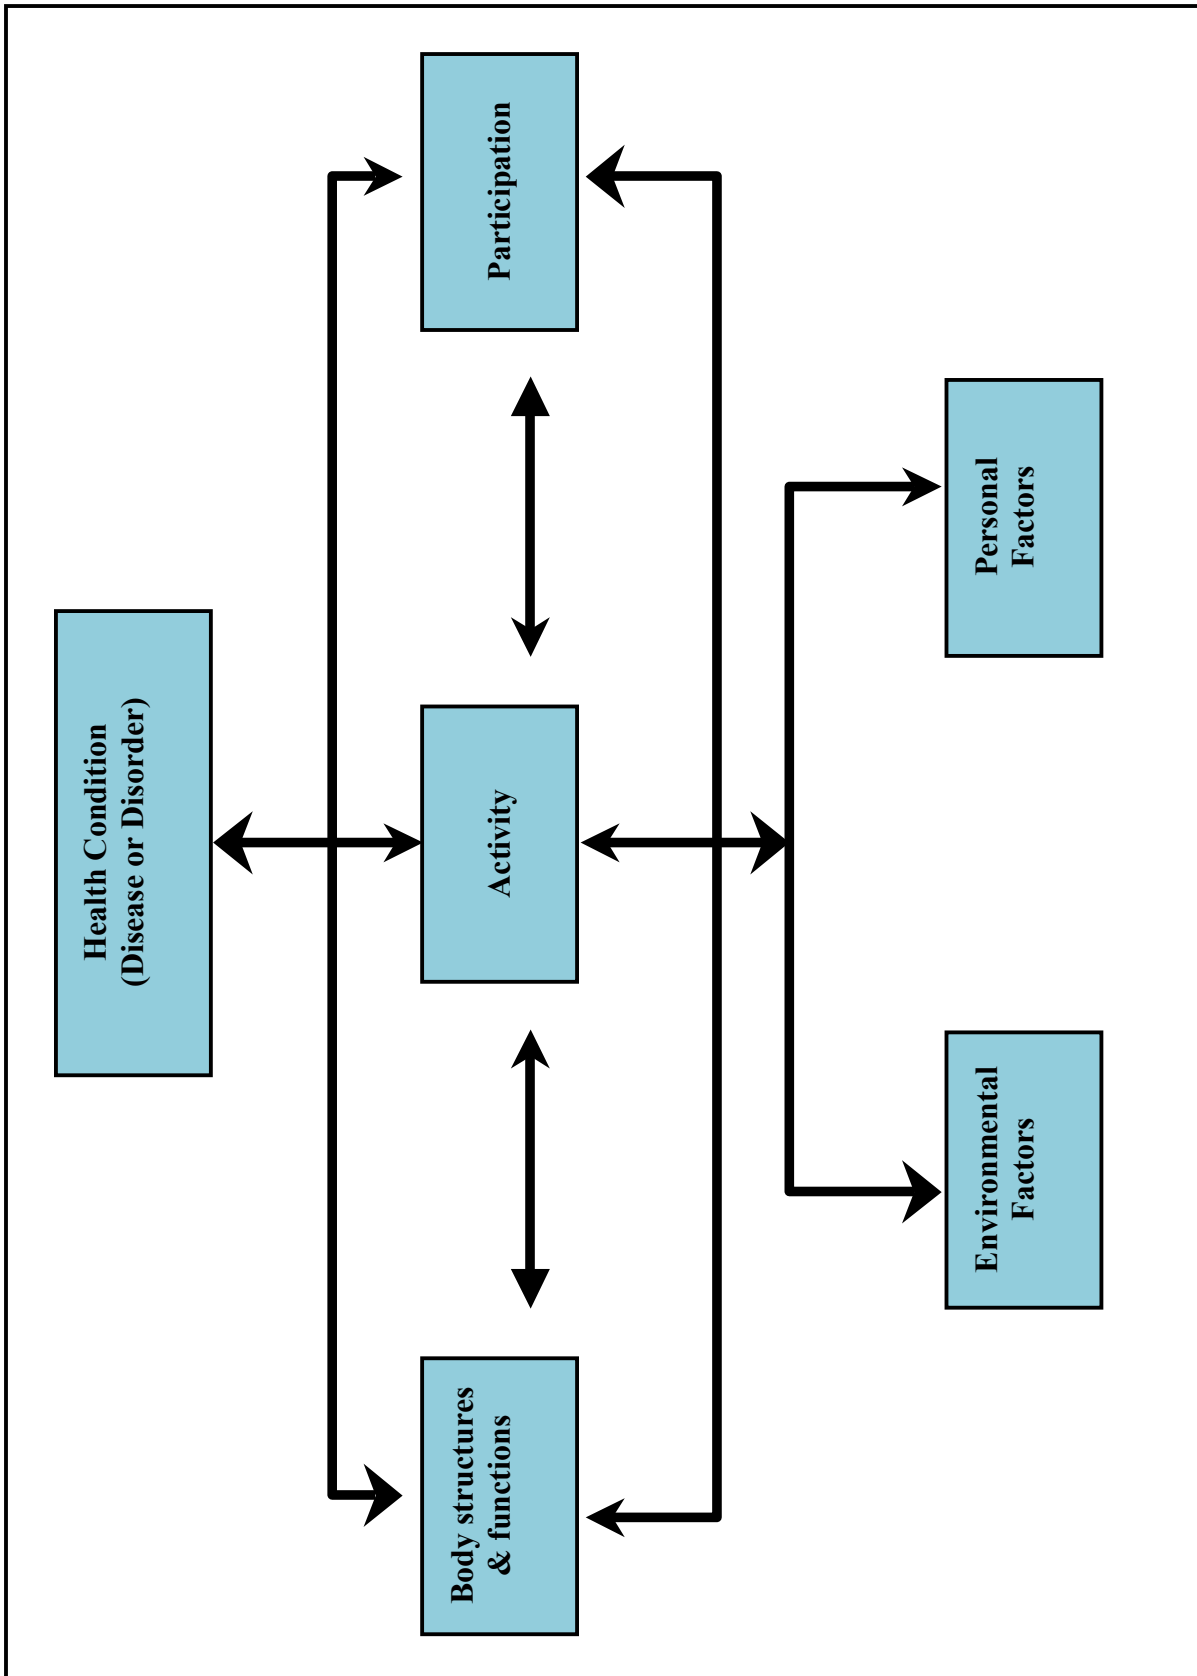 Health Condition
(Disease or Disorder)
Body structures
& functions
Activity
Participation
Environmental
Factors
Personal
Factors